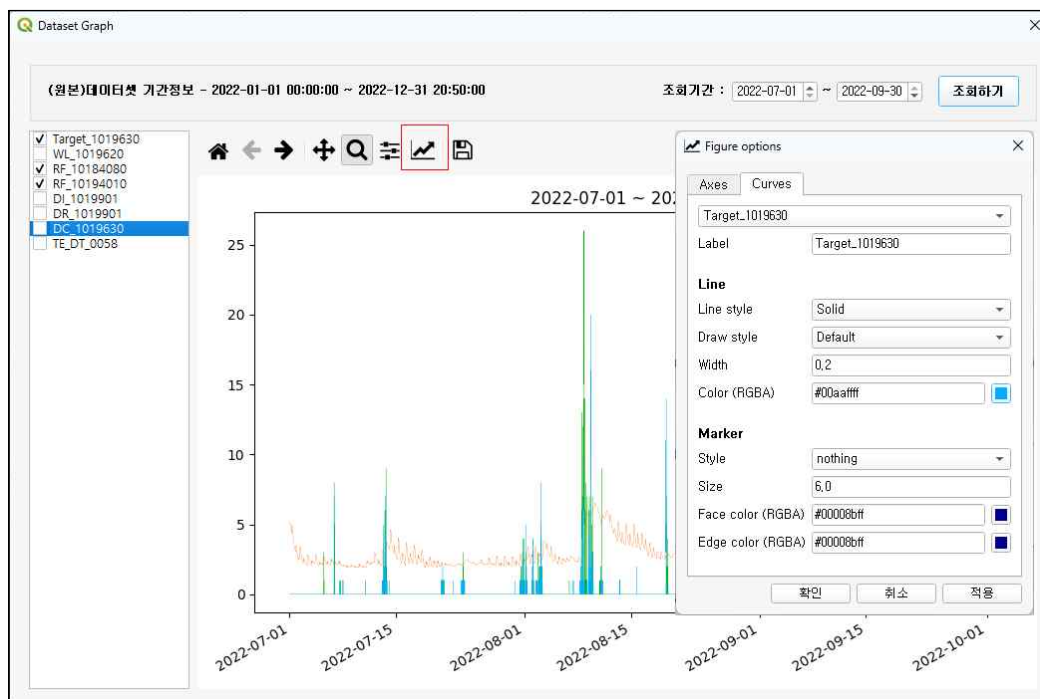 Dataset Graph
(원본)데이터셋 기간정보 - 2022-01-01 00:00:00 ~ 2022-12-31 20:50:00
조회기간 : 2022-07-01 ~ 2022-09-30 조회하기
Target_1019630
WL_1019620
RF_10184080
RF_10194010
DI_1019901
DR_1019901
DC_1019630
TE_DT_0058
2022-07-01 ~ 202
25
20
15
10
5
0
2022-07-01
2022-07-15
2022-08-01
2022-08-15
2022-09-01
2022-09-15
2022-10-01
Figure options
Axes Curves
Target_1019630
Label Target_1019630
Line
Line style Solid
Draw style Default
Width 0,2
Color (RGBA) #00aaffff
Marker
Style nothing
Size 6,0
Face color (RGBA) #00008bff
Edge color (RGBA) #00008bff
확인 취소 적용